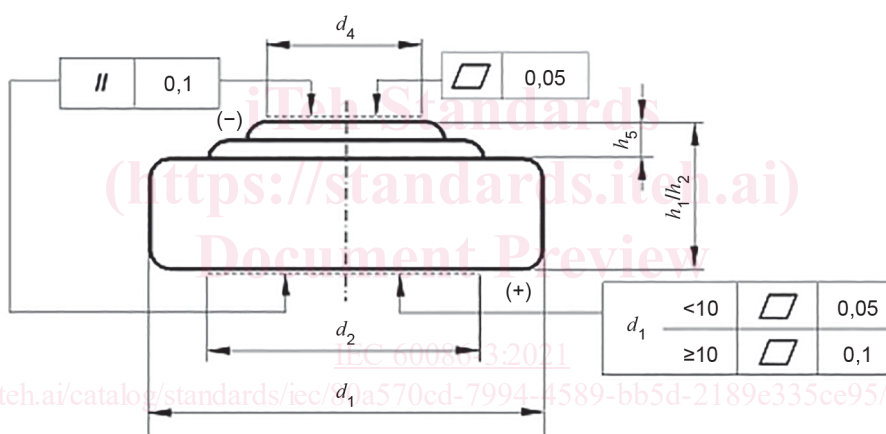 d4
// 0,1
0,05
iTeh Standards
(−)
h5
(https://standards.iteh.ai)
h1/h2
Document Preview
(+)
d1 <10 0,05
≥10 0,1
d2
IEC 60086-3:2021
teh.ai/catalog/standards/iec/89a570cd-7994-4589-bb5d-2189e335ce95/
d1